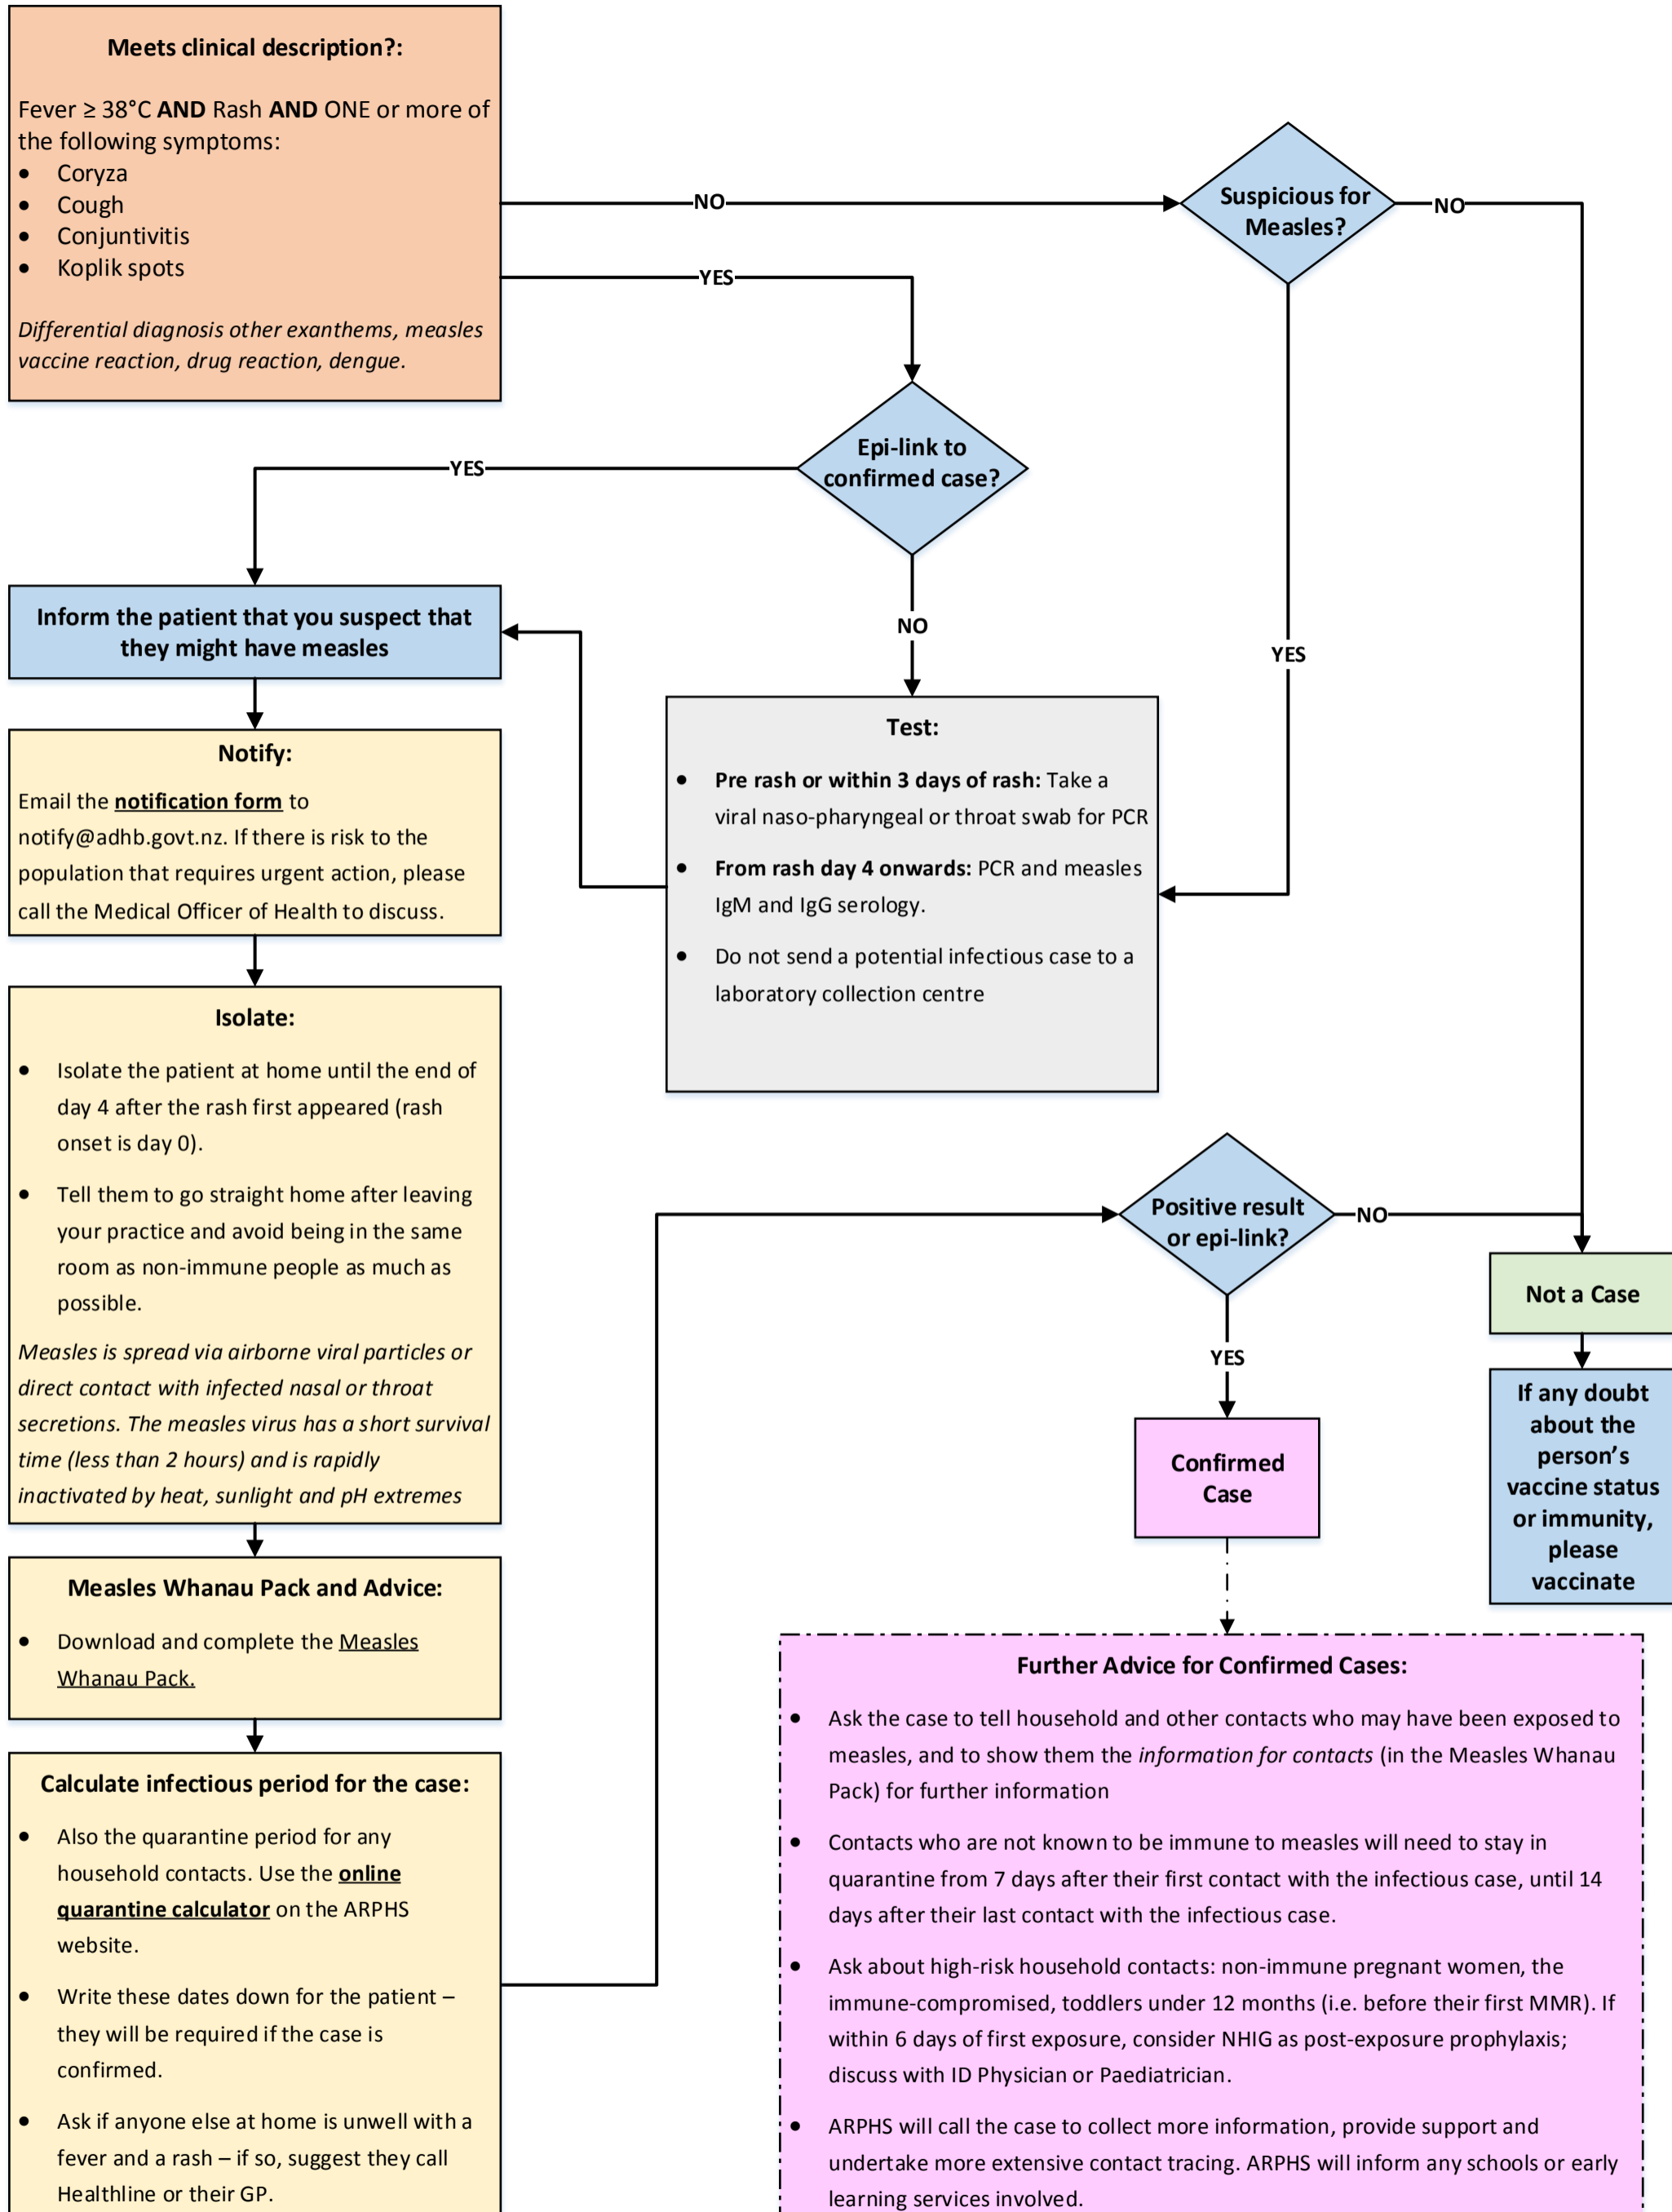 Meets clinical description?:
Fever ≥ 38°C AND Rash AND ONE or more of
the following symptoms:
• Coryza
• Cough
• Conjuntivitis
• Koplik spots
Differential diagnosis other exanthems, measles
vaccine reaction, drug reaction, dengue.
NO
Suspicious for
Measles?
NO
YES
Epi-link to
confirmed case?
YES
NO
YES
Inform the patient that you suspect that
they might have measles
Test:
• Pre rash or within 3 days of rash: Take a
viral naso-pharyngeal or throat swab for PCR
• From rash day 4 onwards: PCR and measles
IgM and IgG serology.
• Do not send a potential infectious case to a
laboratory collection centre
Notify:
Email the notification form to
notify@adhb.govt.nz. If there is risk to the
population that requires urgent action, please
call the Medical Officer of Health to discuss.
Isolate:
• Isolate the patient at home until the end of
day 4 after the rash first appeared (rash
onset is day 0).
• Tell them to go straight home after leaving
your practice and avoid being in the same
room as non-immune people as much as
possible.
Measles is spread via airborne viral particles or
direct contact with infected nasal or throat
secretions. The measles virus has a short survival
time (less than 2 hours) and is rapidly
inactivated by heat, sunlight and pH extremes
Measles Whanau Pack and Advice:
• Download and complete the Measles
Whanau Pack.
Calculate infectious period for the case:
• Also the quarantine period for any
household contacts. Use the online
quarantine calculator on the ARPHS
website.
• Write these dates down for the patient –
they will be required if the case is
confirmed.
• Ask if anyone else at home is unwell with a
fever and a rash – if so, suggest they call
Healthline or their GP.
Positive result
or epi-link?
NO
YES
Not a Case
If any doubt
about the
person’s
vaccine status
or immunity,
please
vaccinate
Confirmed
Case
Further Advice for Confirmed Cases:
• Ask the case to tell household and other contacts who may have been exposed to
measles, and to show them the information for contacts (in the Measles Whanau
Pack) for further information
• Contacts who are not known to be immune to measles will need to stay in
quarantine from 7 days after their first contact with the infectious case, until 14
days after their last contact with the infectious case.
• Ask about high-risk household contacts: non-immune pregnant women, the
immune-compromised, toddlers under 12 months (i.e. before their first MMR). If
within 6 days of first exposure, consider NHIG as post-exposure prophylaxis;
discuss with ID Physician or Paediatrician.
• ARPHS will call the case to collect more information, provide support and
undertake more extensive contact tracing. ARPHS will inform any schools or early
learning services involved.